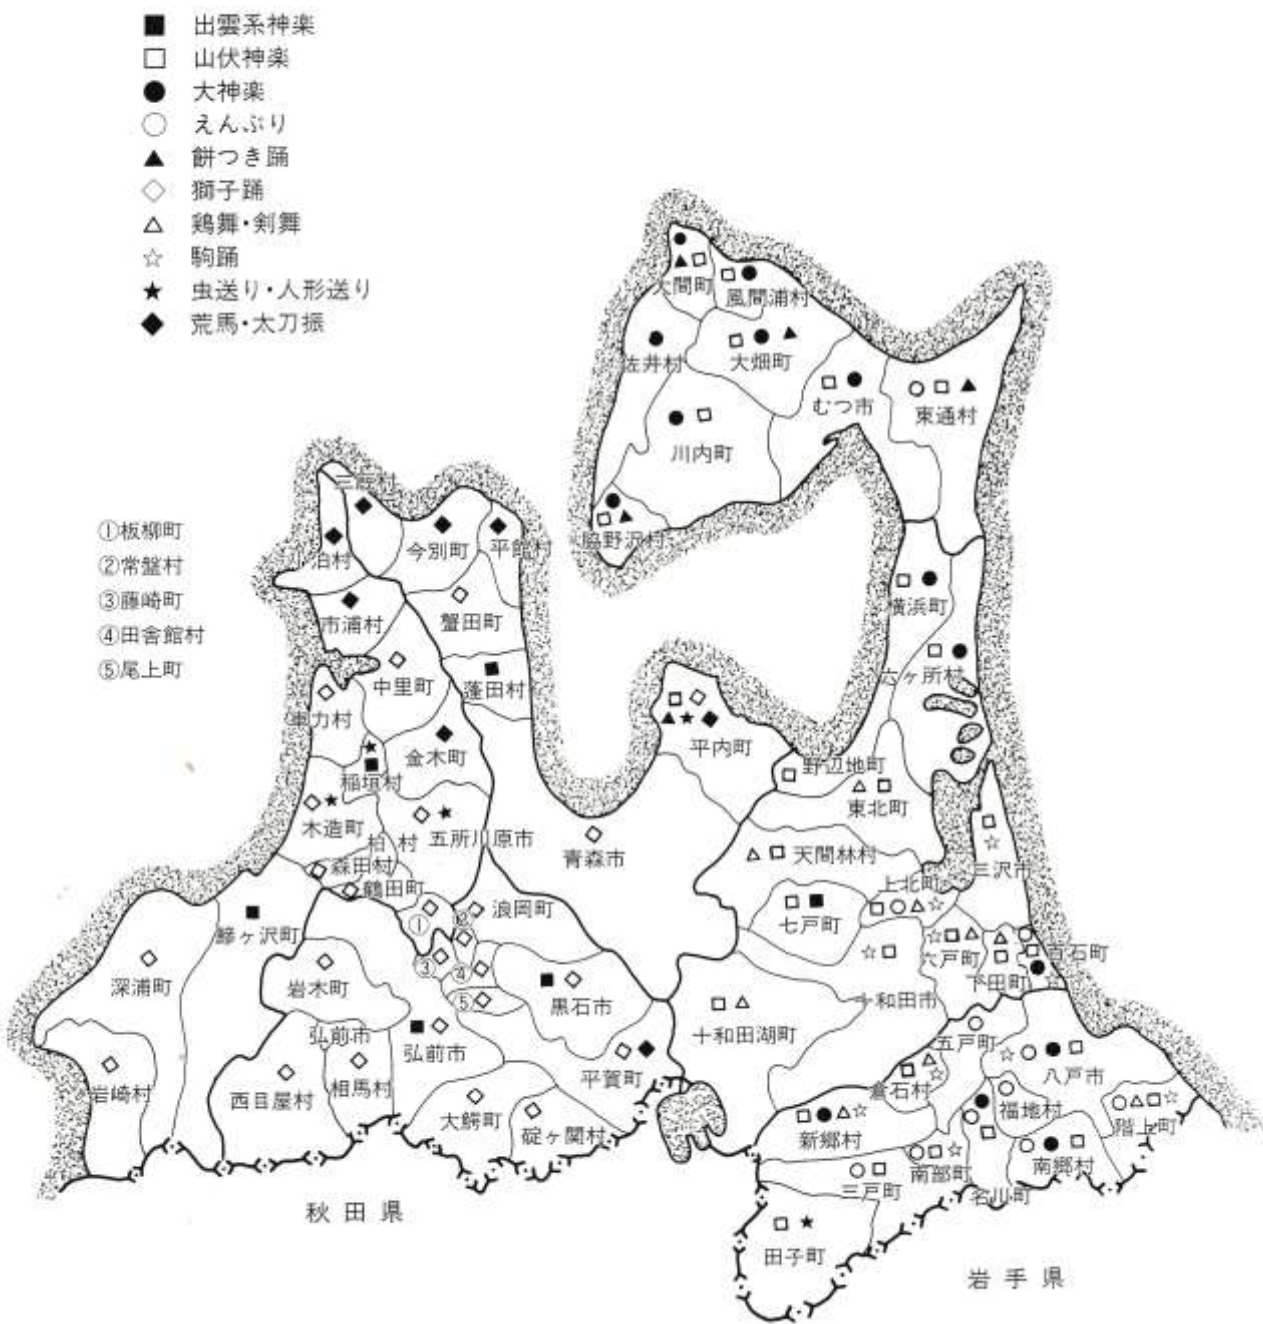 出雲系神楽
山伏神楽
大神楽
えんぶり
餅つき踊
獅子踊
鶏舞・剣舞
駒踊
虫送り・人形送り
荒馬・太刀振
①板柳町
②常盤村
③藤崎町
④田舎館村
⑤尾上町
大間町
風間浦村
佐井村
大畑町
むつ市
東通村
川内町
脇野沢村
三厩村
今別町
平舘村
泊村
市浦村
蟹田町
横浜町
中里町
蓬田村
六ヶ所村
車力村
金木町
平内町
野辺地町
稲垣村
東北町
木造町
柏村
五所川原市
青森市
天間林村
三沢市
森田村
鶴田町
上北町
①
②
浪岡町
七戸町
鰺ヶ沢町
③
④
⑤
六戸町
下田町
百石町
深浦町
岩木町
黒石市
十和田市
十和田湖町
弘前市
弘前市
五戸町
八戸市
岩崎村
西目屋村
相馬村
平賀町
倉石村
大鰐町
碇ヶ関村
新郷村
福地村
階上町
南部町
南郷村
三戸町
名川町
秋田県
田子町
岩手県